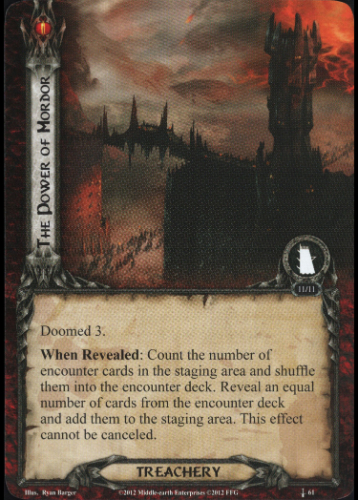 THE POWER OF MORDOR
11/11
Doomed 3.
When Revealed: Count the number of
encounter cards in the staging area and shuffle
them into the encounter deck. Reveal an equal
number of cards from the encounter deck
and add them to the staging area. This effect
cannot be canceled.
TREACHERY
Illus. Ryan Barger ©2012 Middle-earth Enterprises ©2012 FFG 61